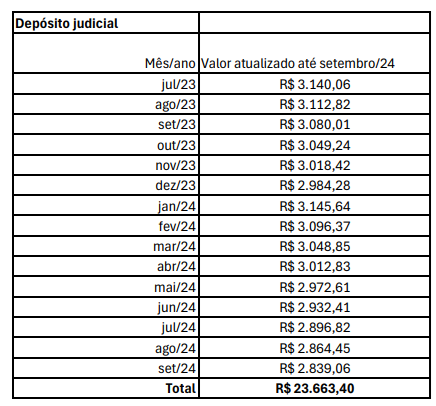 Depósito judicial
Mês/ano Valor atualizado até setembro/24
jul/23 R$ 3.140,06
ago/23 R$ 3.112,82
set/23 R$ 3.080,01
out/23 R$ 3.049,24
nov/23 R$ 3.018,42
dez/23 R$ 2.984,28
jan/24 R$ 3.145,64
fev/24 R$ 3.096,37
mar/24 R$ 3.048,85
abr/24 R$ 3.012,83
mai/24 R$ 2.972,61
jun/24 R$ 2.932,41
jul/24 R$ 2.896,82
ago/24 R$ 2.864,45
set/24 R$ 2.839,06
Total R$ 23.663,40